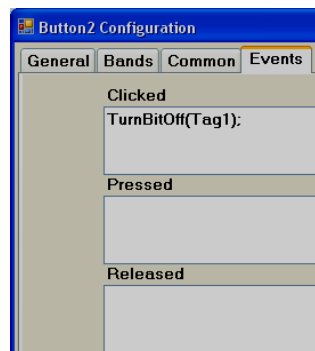 Button2 Configuration
General Bands Common Events
Clicked
TurnBitOff(Tag1);
Pressed
Released